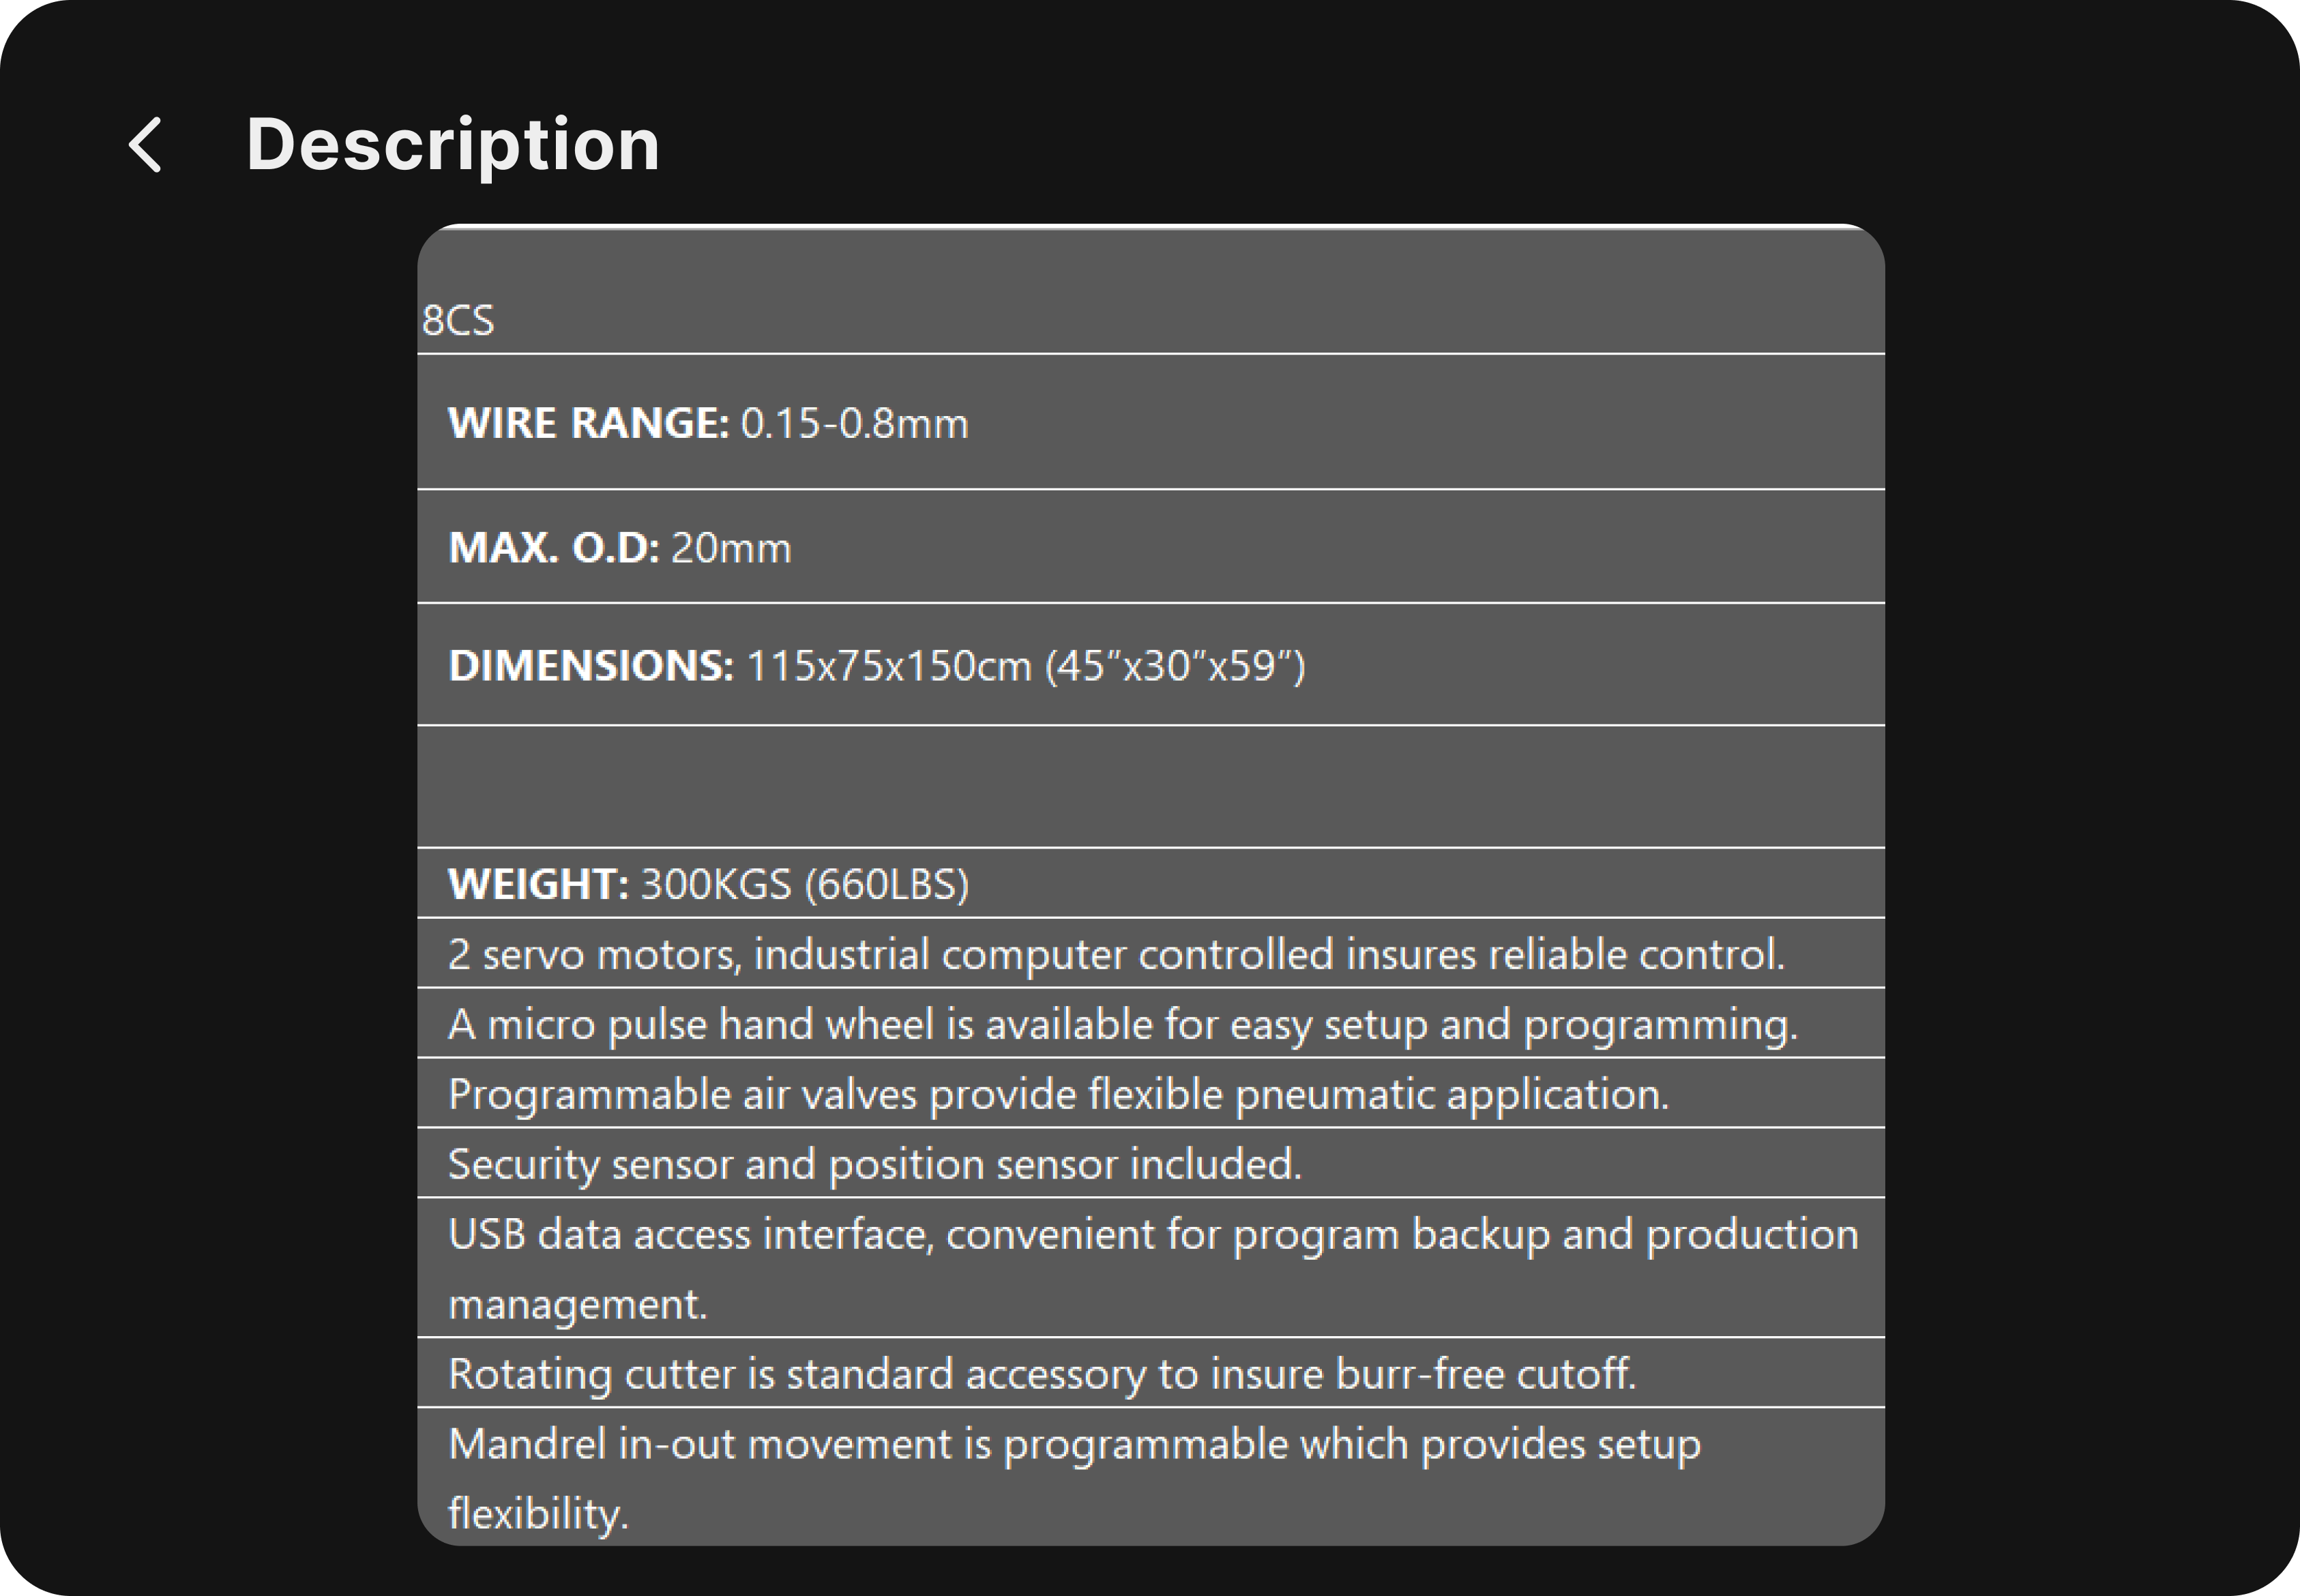 Description
8CS
WIRE RANGE: 0.15-0.8mm
MAX. O.D: 20mm
DIMENSIONS: 115x75x150cm (45″x30″x59″)
WEIGHT: 300KGS (660LBS)
2 servo motors, industrial computer controlled insures reliable control.
A micro pulse hand wheel is available for easy setup and programming.
Programmable air valves provide flexible pneumatic application.
Security sensor and position sensor included.
USB data access interface, convenient for program backup and production
management.
Rotating cutter is standard accessory to insure burr-free cutoff.
Mandrel in-out movement is programmable which provides setup
flexibility.